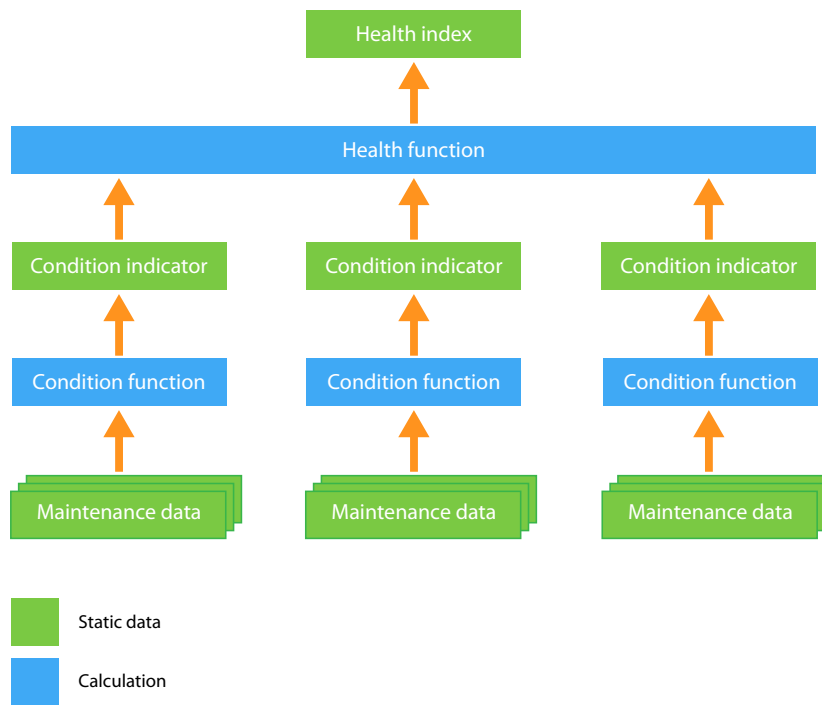 Health index
Health function
Condition indicator
Condition indicator
Condition indicator
Condition function
Condition function
Condition function
Maintenance data
Maintenance data
Maintenance data
Static data
Calculation